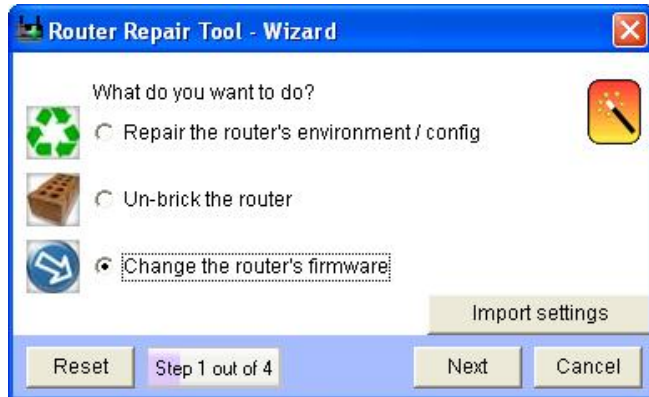 Router Repair Tool - Wizard
What do you want to do?
Repair the router's environment / config
Un-brick the router
Change the router's firmware
Import settings
Reset
Step 1 out of 4
Next
Cancel